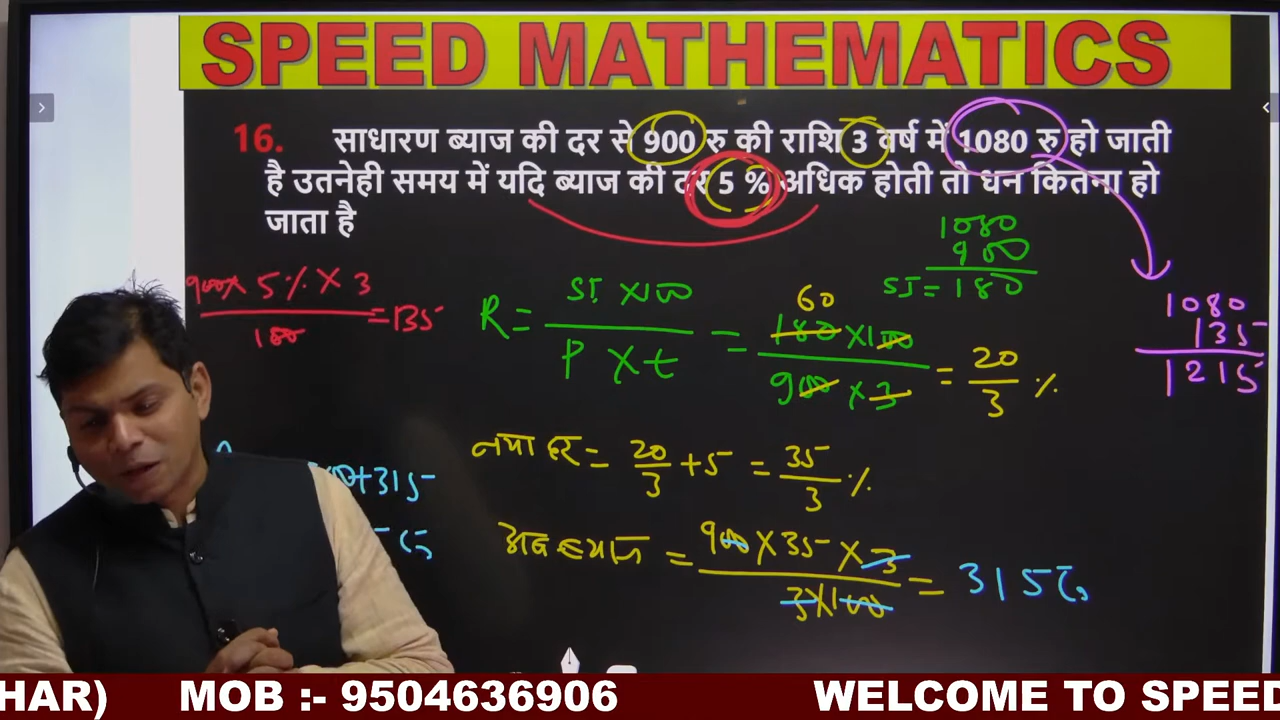 SPEED MATHEMATICS
16. साधारण ब्याज की दर से 900 रु की राशि 3 वर्ष में 1080 रु हो जाती
है उतनेही समय में यदि ब्याज की दर 5 % अधिक होती तो धन कितना हो
जाता है
1080
900
SI = 180
900 x 5% x 3
100
= 135
R = SI x 100
P x t
= 180 x 100
60
900 x 3
= 20
3 %
1080
135
1215
नया दर = 20/3 + 5 = 35/3 %
+315
अब ब्याज = 900 x 35 x 3
3 x 100
= 315
HAR) MOB :- 9504636906 WELCOME TO SPEED